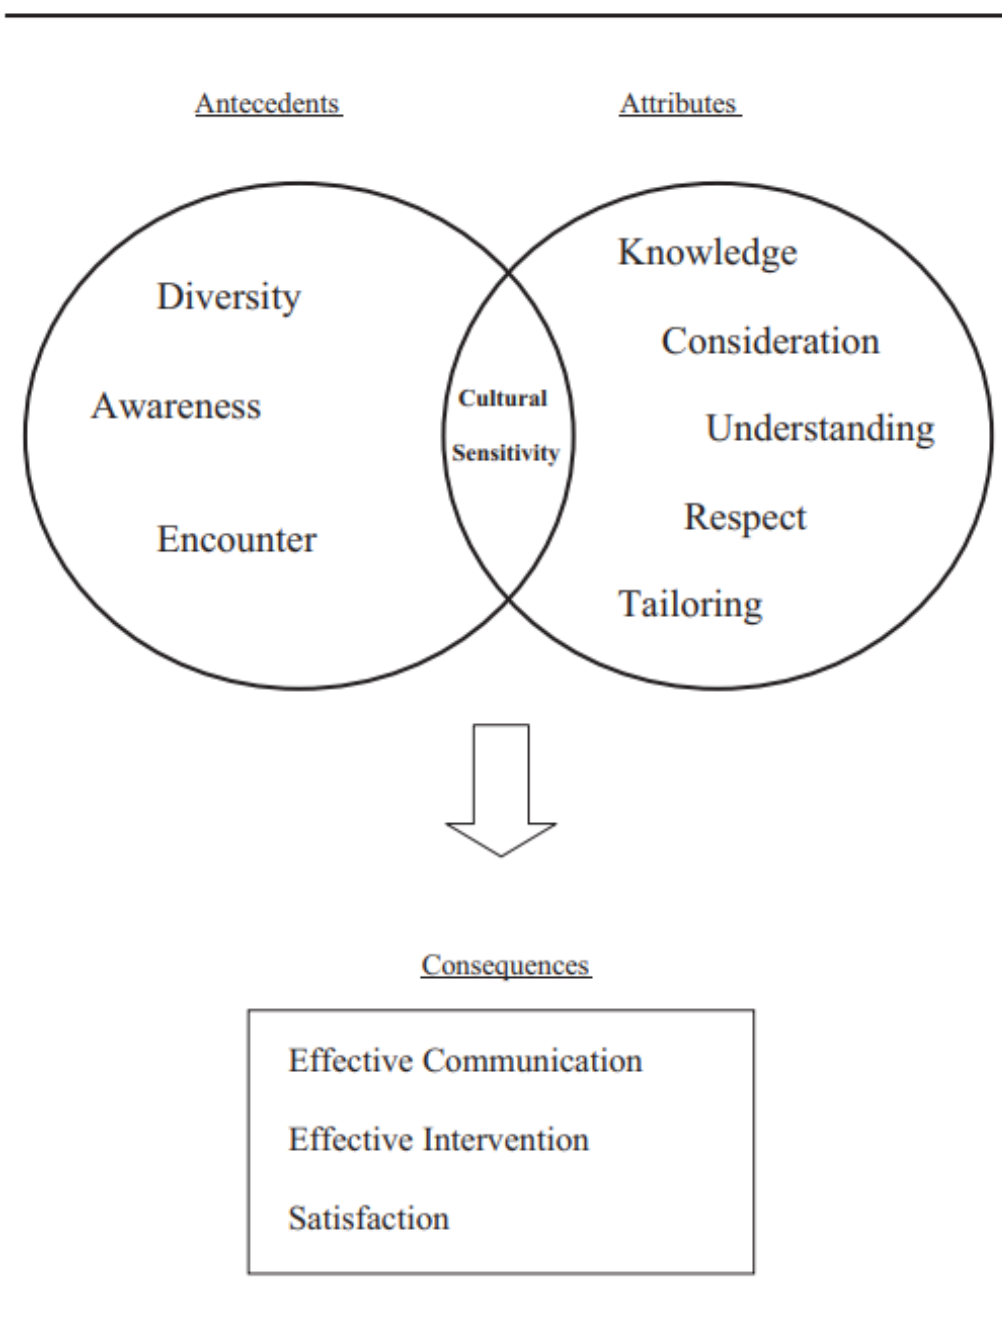 Antecedents
Attributes
Diversity
Awareness
Encounter
Cultural
Sensitivity
Knowledge
Consideration
Understanding
Respect
Tailoring
Consequences
Effective Communication
Effective Intervention
Satisfaction